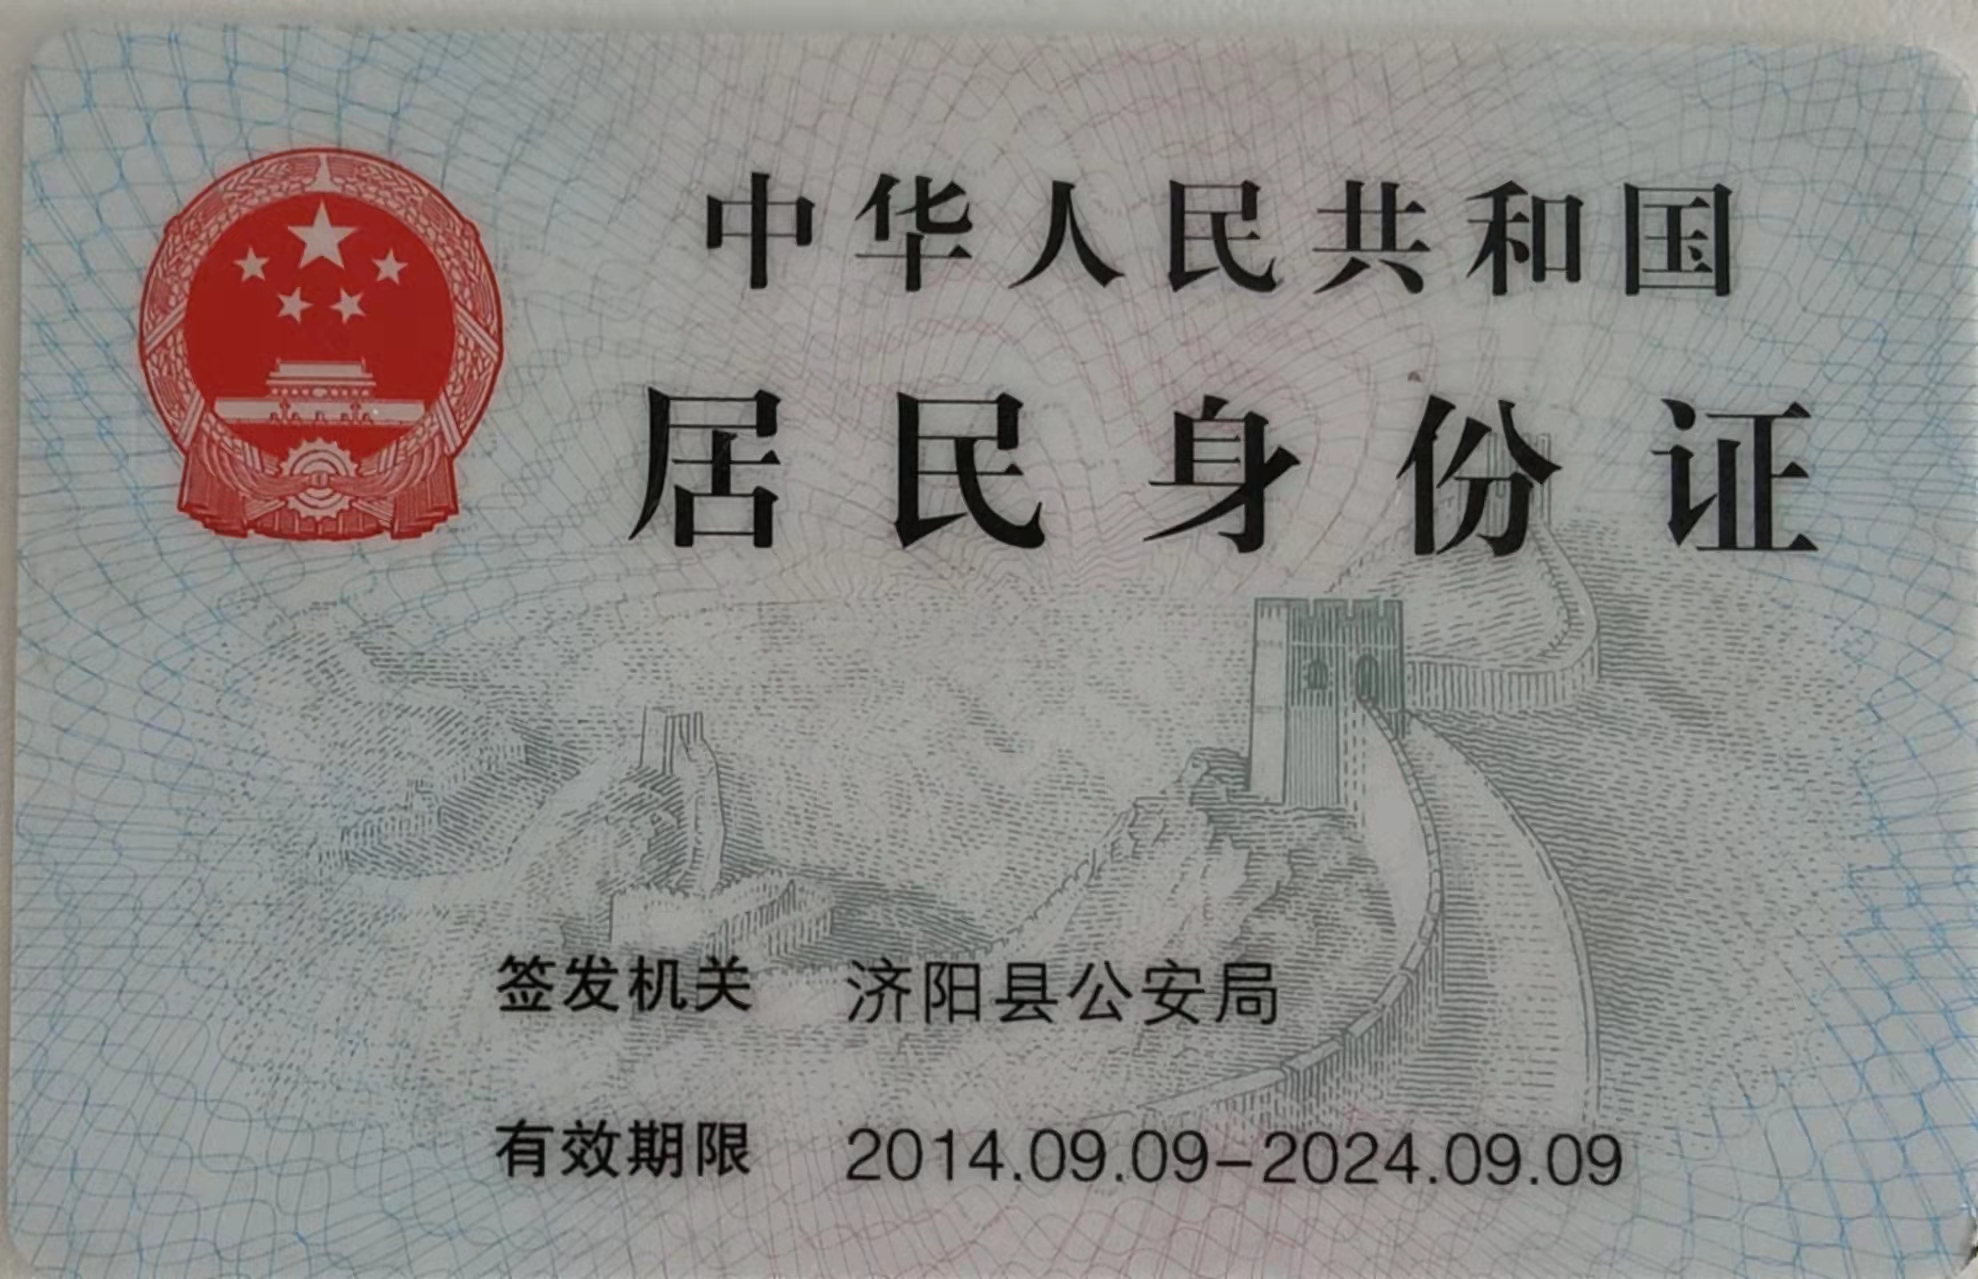 中华人民共和国
居民身份证
签发机关 济阳县公安局
有效期限 2014.09.09-2024.09.09